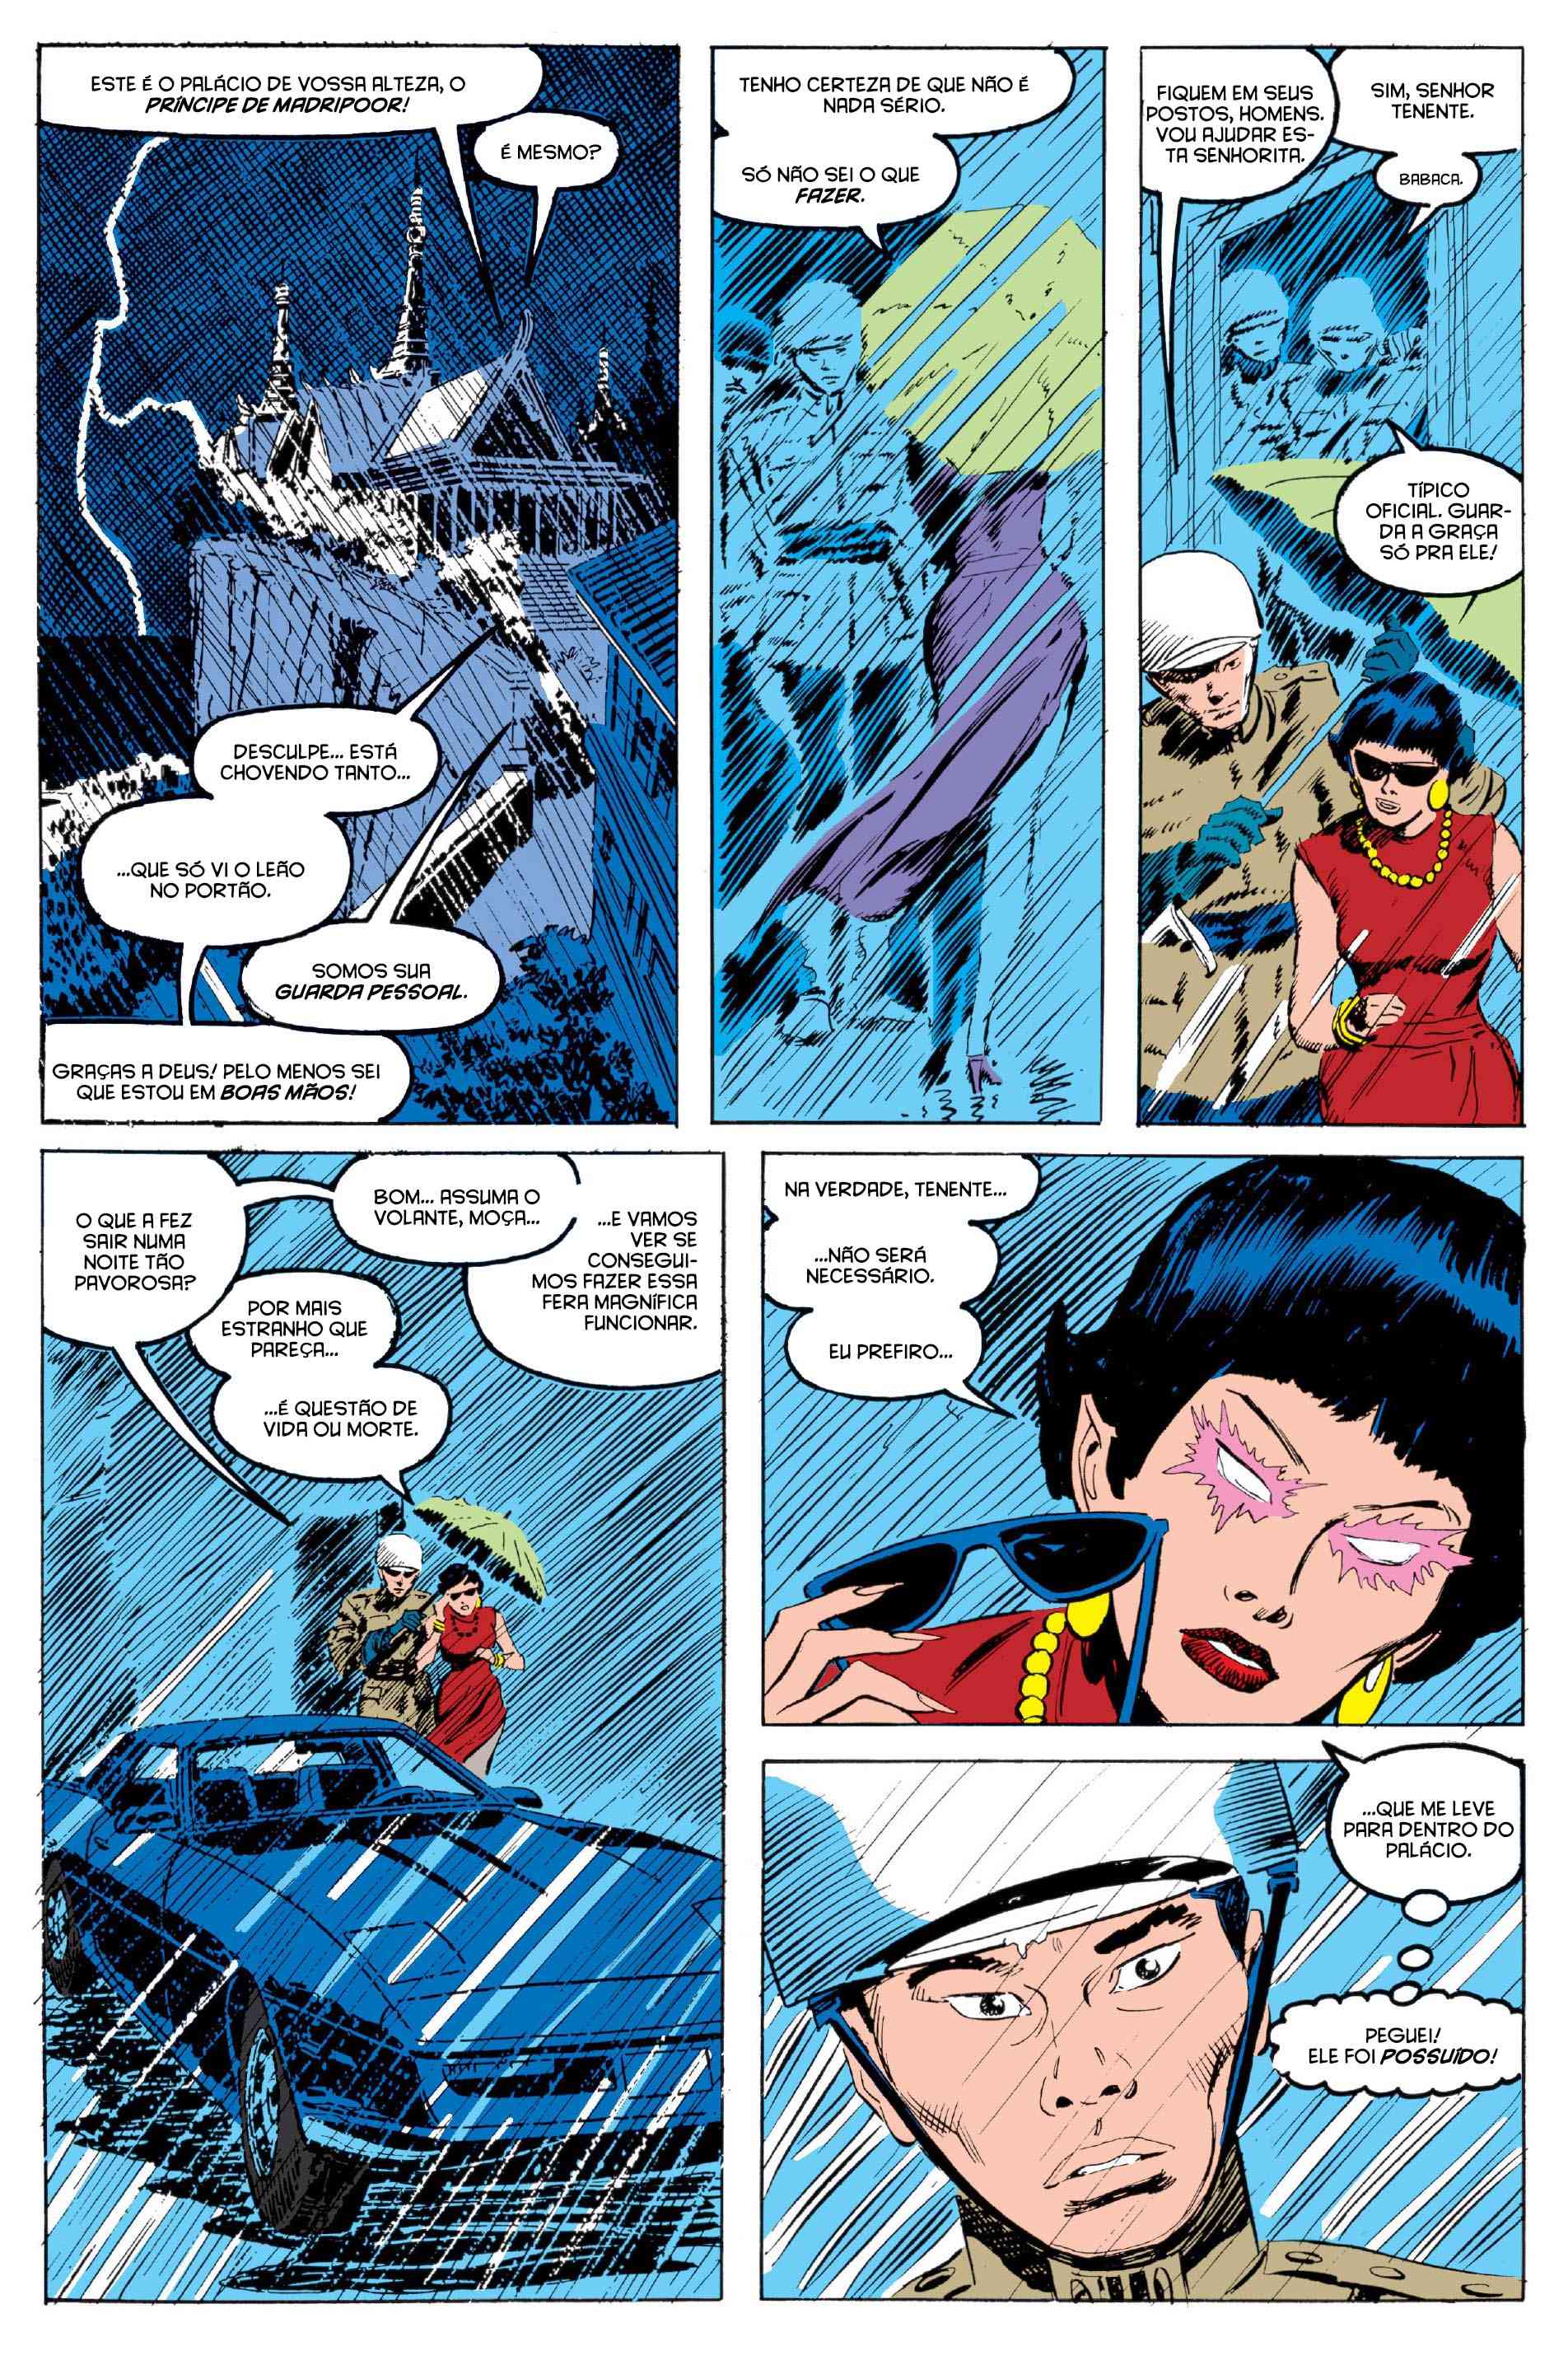 ESTE É O PALÁCIO DE VOSSA ALTEZA, O
PRÍNCIPE DE MADRIPOOR!
É MESMO?
DESCULPE... ESTÁ
CHOVENDO TANTO...
...QUE SÓ VI O LEÃO
NO PORTÃO.
SOMOS SUA
GUARDA PESSOAL.
GRAÇAS A DEUS! PELO MENOS SEI
QUE ESTOU EM BOAS MÃOS!
TENHO CERTEZA DE QUE NÃO É
NADA SÉRIO.
SÓ NÃO SEI O QUE
FAZER.
FIQUEM EM SEUS
POSTOS, HOMENS.
VOU AJUDAR ES-
TA SENHORITA.
SIM, SENHOR
TENENTE.
BABACA.
TÍPICO
OFICIAL. GUAR-
DA A GRAÇA
SÓ PRA ELE!
O QUE A FEZ
SAIR NUMA
NOITE TÃO
PAVOROSA?
POR MAIS
ESTRANHO QUE
PAREÇA...
...É QUESTÃO DE
VIDA OU MORTE.
BOM... ASSUMA O
VOLANTE, MOÇA...
...E VAMOS
VER SE
CONSEGUI-
MOS FAZER ESSA
FERA MAGNÍFICA
FUNCIONAR.
NA VERDADE, TENENTE...
...NÃO SERÁ
NECESSÁRIO.
EU PREFIRO...
...QUE ME LEVE
PARA DENTRO DO
PALÁCIO.
PEGUEI!
ELE FOI POSSUÍDO!